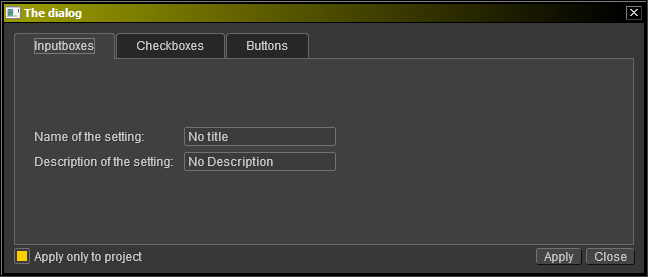 The dialog
Inputboxes Checkboxes Buttons
Name of the setting: No title
Description of the setting: No Description
Apply only to project Apply Close